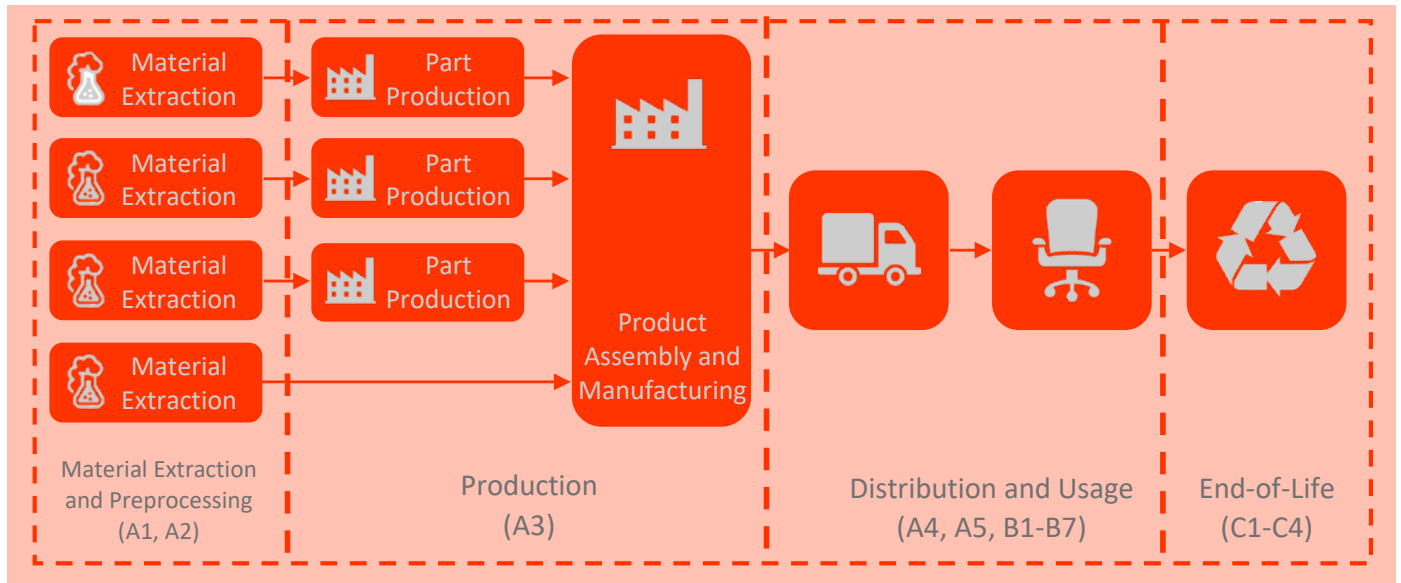 Material
Extraction
Part
Production
Material
Extraction
Part
Production
Material
Extraction
Part
Production
Material
Extraction
Product
Assembly and
Manufacturing
Material Extraction
and Preprocessing
(A1, A2)
Production
(A3)
Distribution and Usage
(A4, A5, B1-B7)
End-of-Life
(C1-C4)